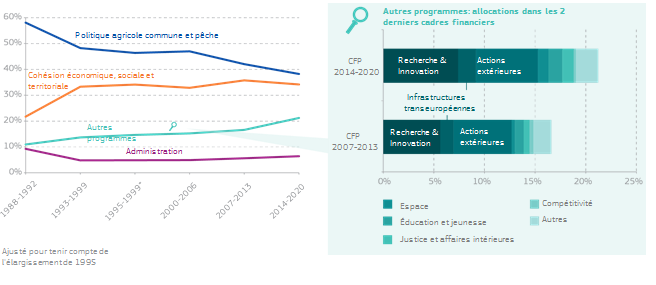 60%
50%
40%
30%
20%
10%
0%
Politique agricole commune et pêche
Cohésion économique, sociale et
territoriale
Autres
programmes
Administration
1988-1992
1993-1999
1995-1999*
2000-2006
2007-2013
2014-2020
Ajusté pour tenir compte de
l'élargissement de 1995
Autres programmes: allocations dans les 2
derniers cadres financiers
CFP
2014-2020
Recherche &
Innovation
Actions
extérieures
Infrastructures
transeuropéennes
CFP
2007-2013
Recherche &
Innovation
Actions
extérieures
0%
5%
10%
15%
20%
25%
Espace
Éducation et jeunesse
Justice et affaires intérieures
Compétitivité
Autres